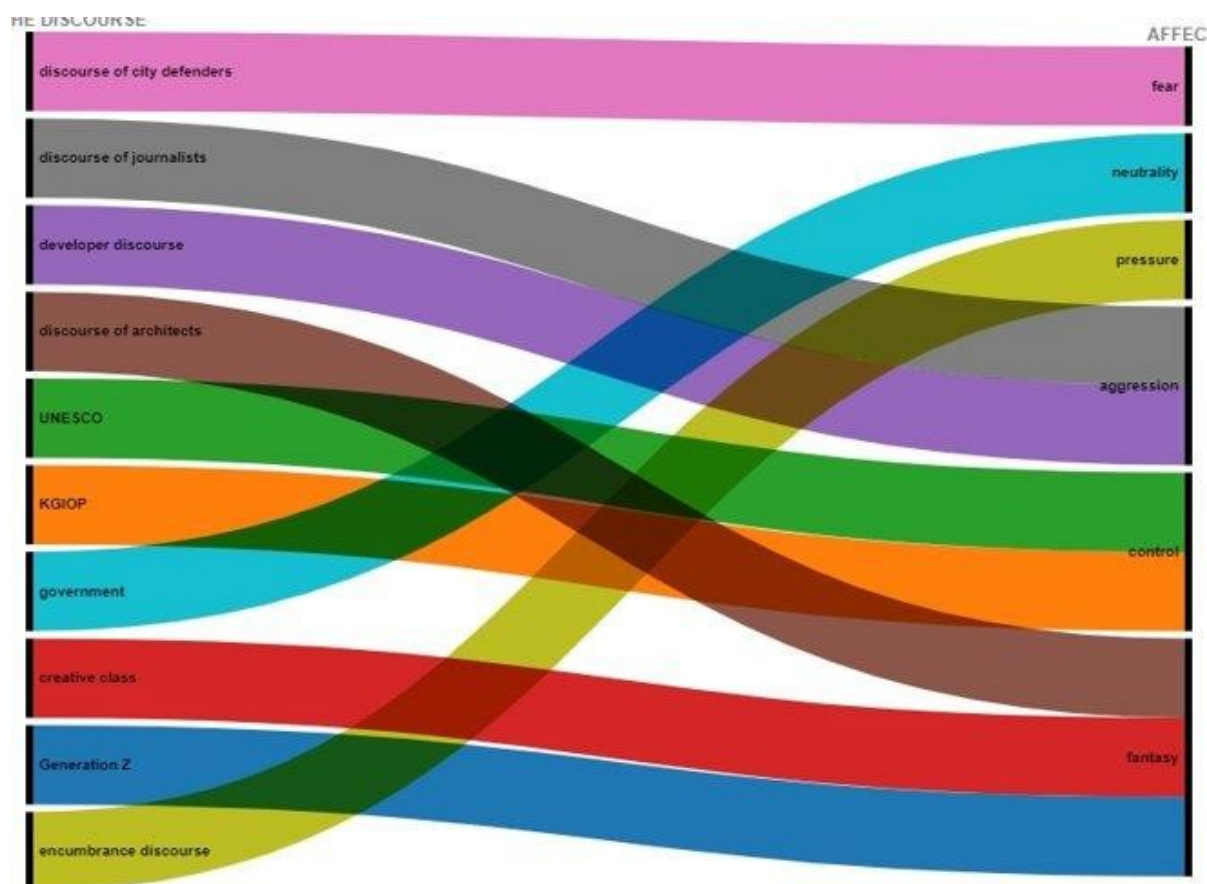 HE DISCOURSE
AFFEC
discourse of city defenders
fear
discourse of journalists
neutrality
developer discourse
pressure
discourse of architects
aggression
UNESCO
KGIOP
control
government
creative class
fantasy
Generation Z
encumbrance discourse